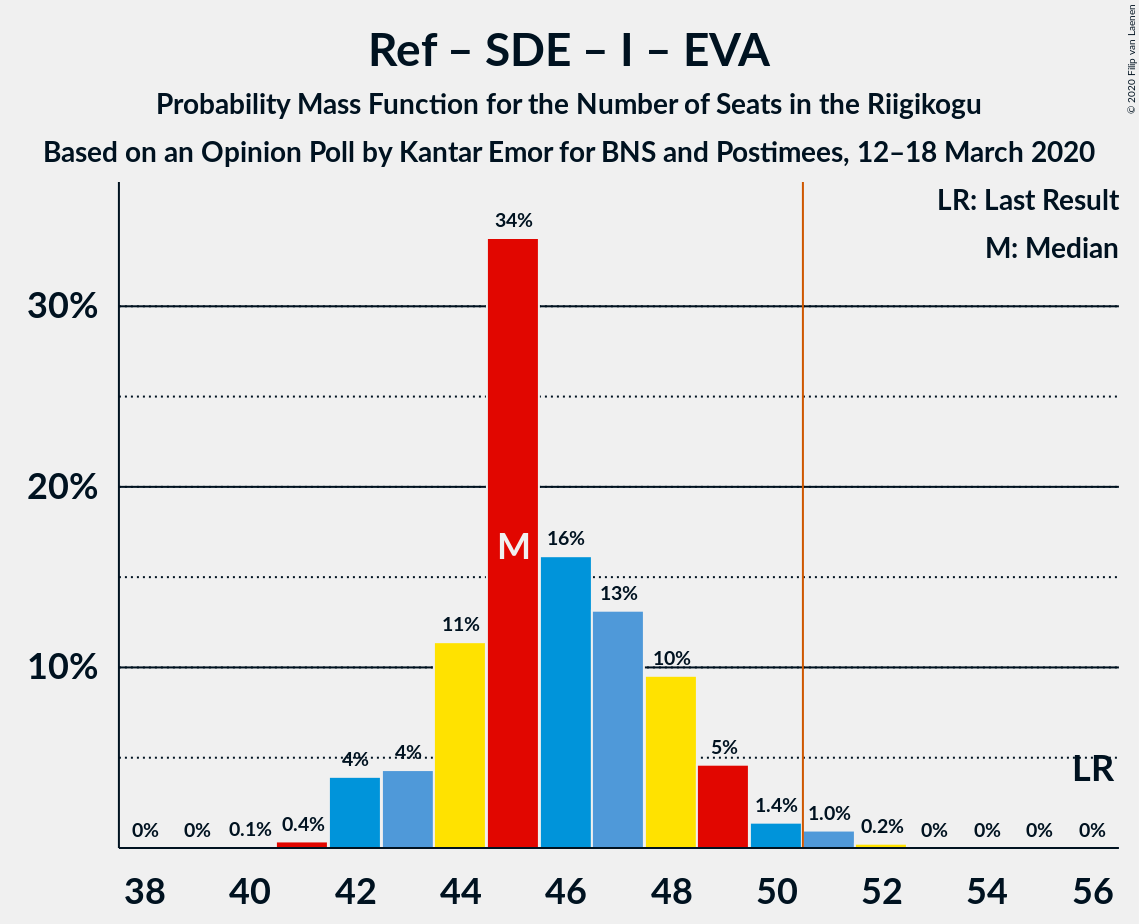 Ref – SDE – I – EVA
Probability Mass Function for the Number of Seats in the Riigikogu
Based on an Opinion Poll by Kantar Emor for BNS and Postimees, 12–18 March 2020
© 2020 Filip van Laenen
LR: Last Result
M: Median
30%
20%
10%
0%
0%
0.1%
0.4%
4%
4%
11%
34%
M
16%
13%
10%
5%
1.4%
1.0%
0.2%
0%
0%
0%
0%
LR
38 40 42 44 46 48 50 52 54 56